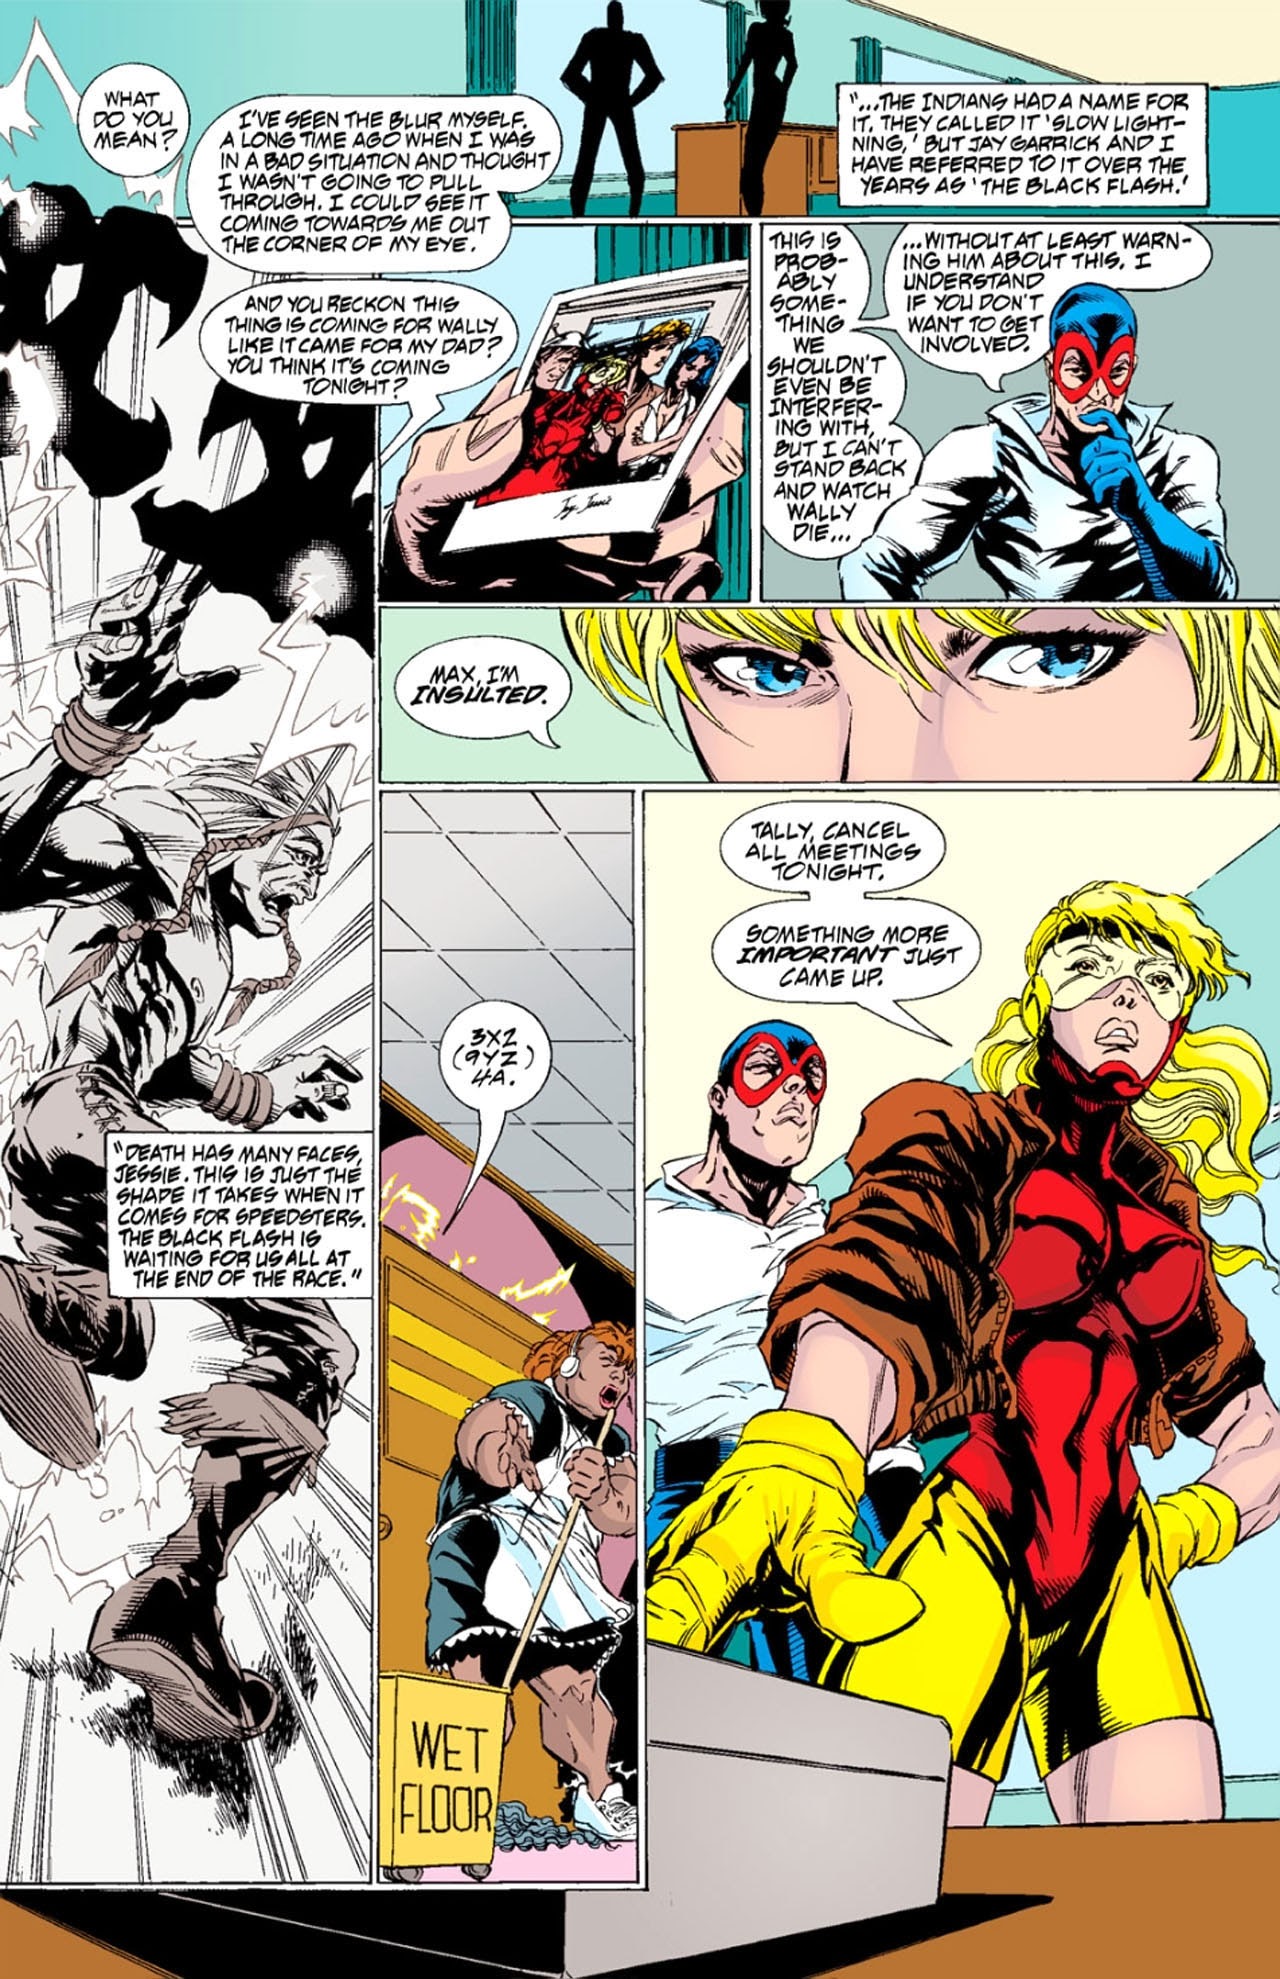 WHAT
DO YOU
MEAN?
I'VE SEEN THE BLUR MYSELF.
A LONG TIME AGO WHEN I WAS
IN A BAD SITUATION AND THOUGHT
I WASN'T GOING TO PULL
THROUGH. I COULD SEE IT
COMING TOWARDS ME OUT
THE CORNER OF MY EYE.
"...THE INDIANS HAD A NAME FOR
IT. THEY CALLED IT 'SLOW LIGHT-
NING,' BUT JAY GARRICK AND I
HAVE REFERRED TO IT OVER THE
YEARS AS 'THE BLACK FLASH.'
AND YOU RECKON THIS
THING IS COMING FOR WALLY
LIKE IT CAME FOR MY DAD?
YOU THINK IT'S COMING
TONIGHT?
THIS IS
PROB-
ABLY
SOME-
THING
WE
SHOULDN'T
EVEN BE
INTERFER-
ING WITH,
BUT I CAN'T
STAND BACK
AND WATCH
WALLY
DIE...
...WITHOUT AT LEAST WARN-
ING HIM ABOUT THIS. I
UNDERSTAND
IF YOU DON'T
WANT TO GET
INVOLVED.
MAX, I'M
INSULTED.
"DEATH HAS MANY FACES,
JESSIE. THIS IS JUST THE
SHAPE IT TAKES WHEN IT
COMES FOR SPEEDSTERS.
THE BLACK FLASH IS
WAITING FOR US ALL AT
THE END OF THE RACE."
3X2
(9YZ)
4A.
WET
FLOOR
TALLY, CANCEL
ALL MEETINGS
TONIGHT.
SOMETHING MORE
IMPORTANT JUST
CAME UP.